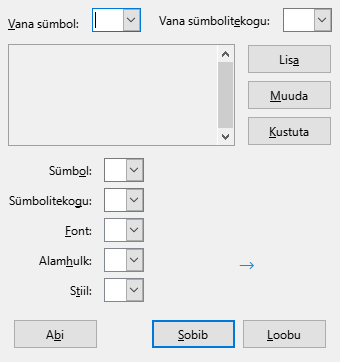 Vana sümbol: Vana sümbolitekogu:
Lisa
Muuda
Kustuta
Sümbol:
Sümbolitekogu:
Font:
Alamhulk:
→
Stiil:
Abi Sobib Loobu